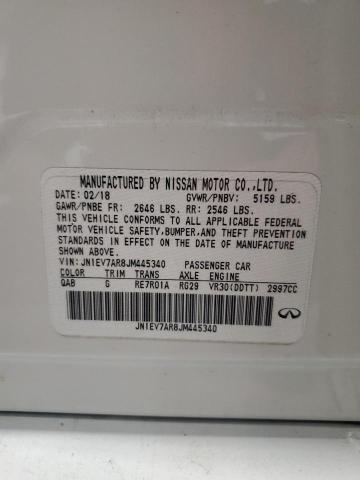 MANUFACTURED BY NISSAN MOTOR CO.,LTD.
DATE: 02/18 GVWR/PNBV: 5159 LBS.
GAWR/PNBE FR: 2646 LBS. RR: 2546 LBS.
THIS VEHICLE CONFORMS TO ALL APPLICABLE FEDERAL
MOTOR VEHICLE SAFETY,BUMPER,AND THEFT PREVENTION
STANDARDS IN EFFECT ON THE DATE OF MANUFACTURE
SHOWN ABOVE.
VIN: JN1EV7AR8JM445340 PASSENGER CAR
COLOR TRIM TRANS AXLE ENGINE
QAB G RE7R01A RG29 VR30(DDTT) 2997CC
JN1EV7AR8JM445340